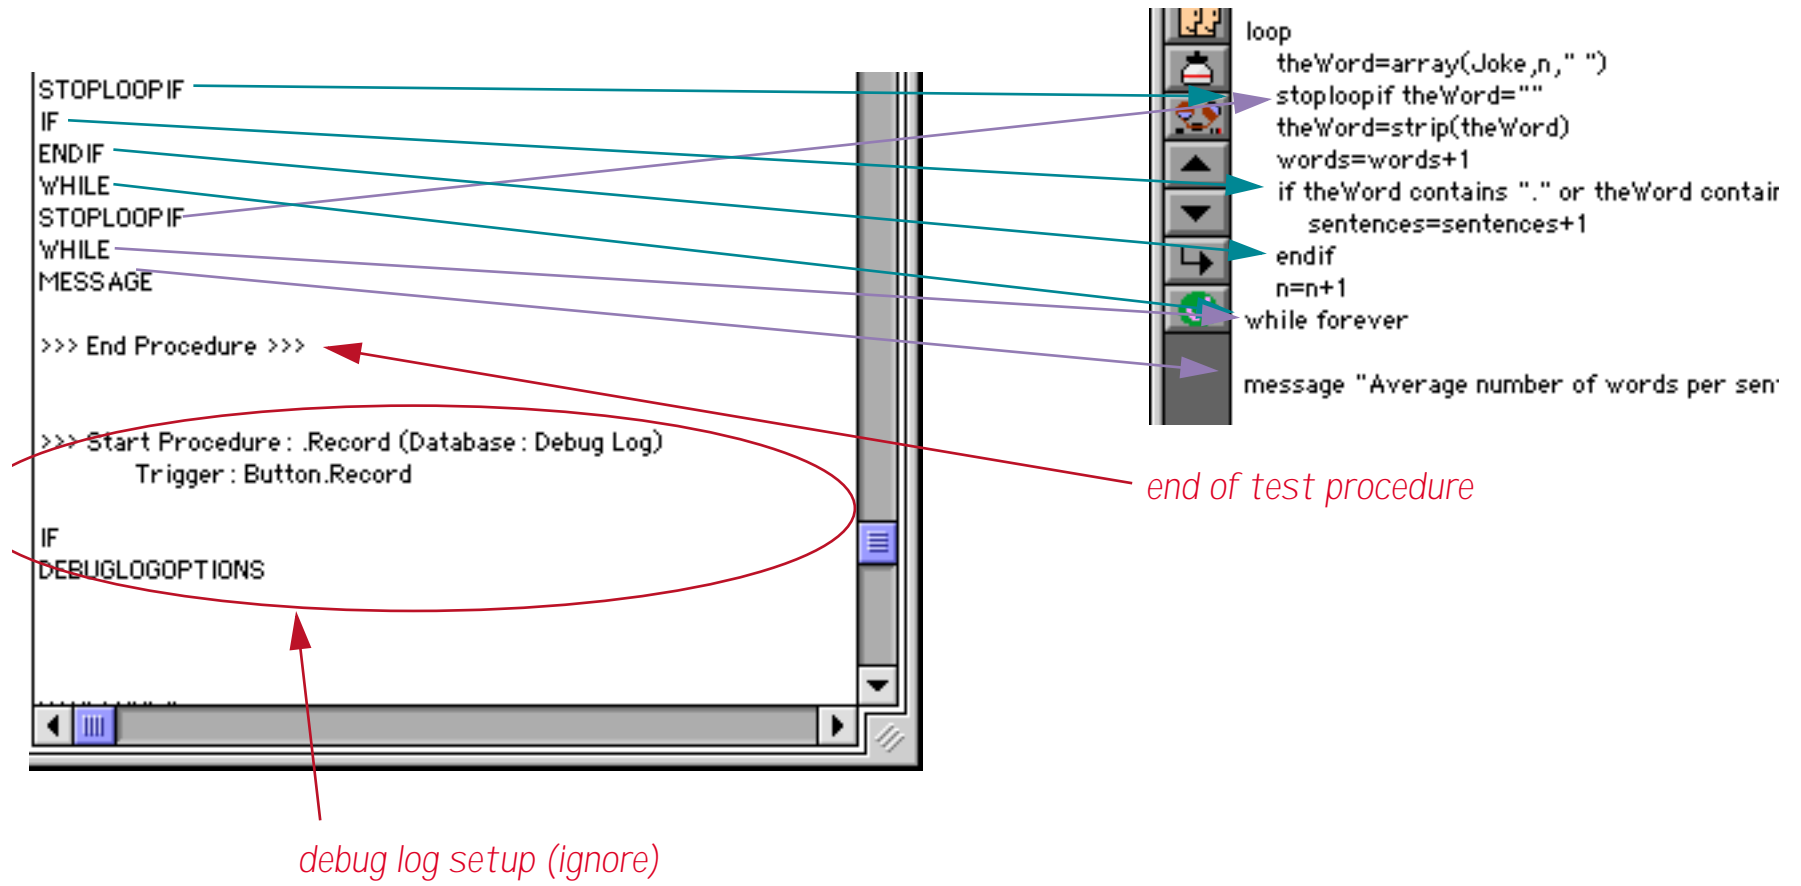 STOPLOOPIF
IF
ENDIF
WHILE
STOPLOOPIF
WHILE
MESSAGE
>>> End Procedure >>>
>>> Start Procedure : .Record (Database : Debug Log)
Trigger : Button.Record
IF
DEBUGLOGOPTIONS
loop
theWord=array(Joke,n," ")
stoploopif theWord=""
theWord=strip(theWord)
words=words+1
if theWord contains "." or theWord contain
sentences=sentences+1
endif
n=n+1
while forever
message "Average number of words per sen
end of test procedure
debug log setup (ignore)